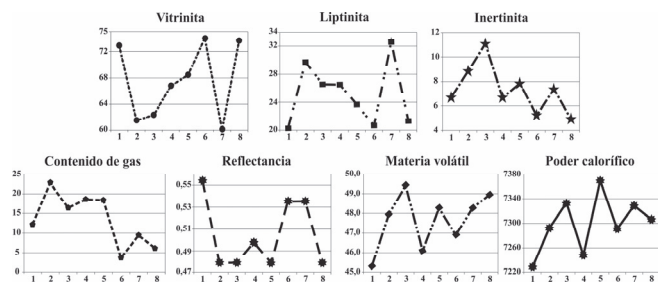 Vitrinita
75
72
68
64
60
1 2 3 4 5 6 7 8
Liptinita
34
32
28
24
20
1 2 3 4 5 6 7 8
Inertinita
12
10
8
6
4
1 2 3 4 5 6 7 8
Contenido de gas
25
20
15
10
5
0
1 2 3 4 5 6 7 8
Reflectancia
0,55
0,51
0,49
0,47
1 2 3 4 5 6 7 8
Materia volátil
50,0
49,0
48,0
47,0
46,0
45,0
1 2 3 4 5 6 7 8
Poder calorífico
7380
7340
7300
7260
7220
1 2 3 4 5 6 7 8